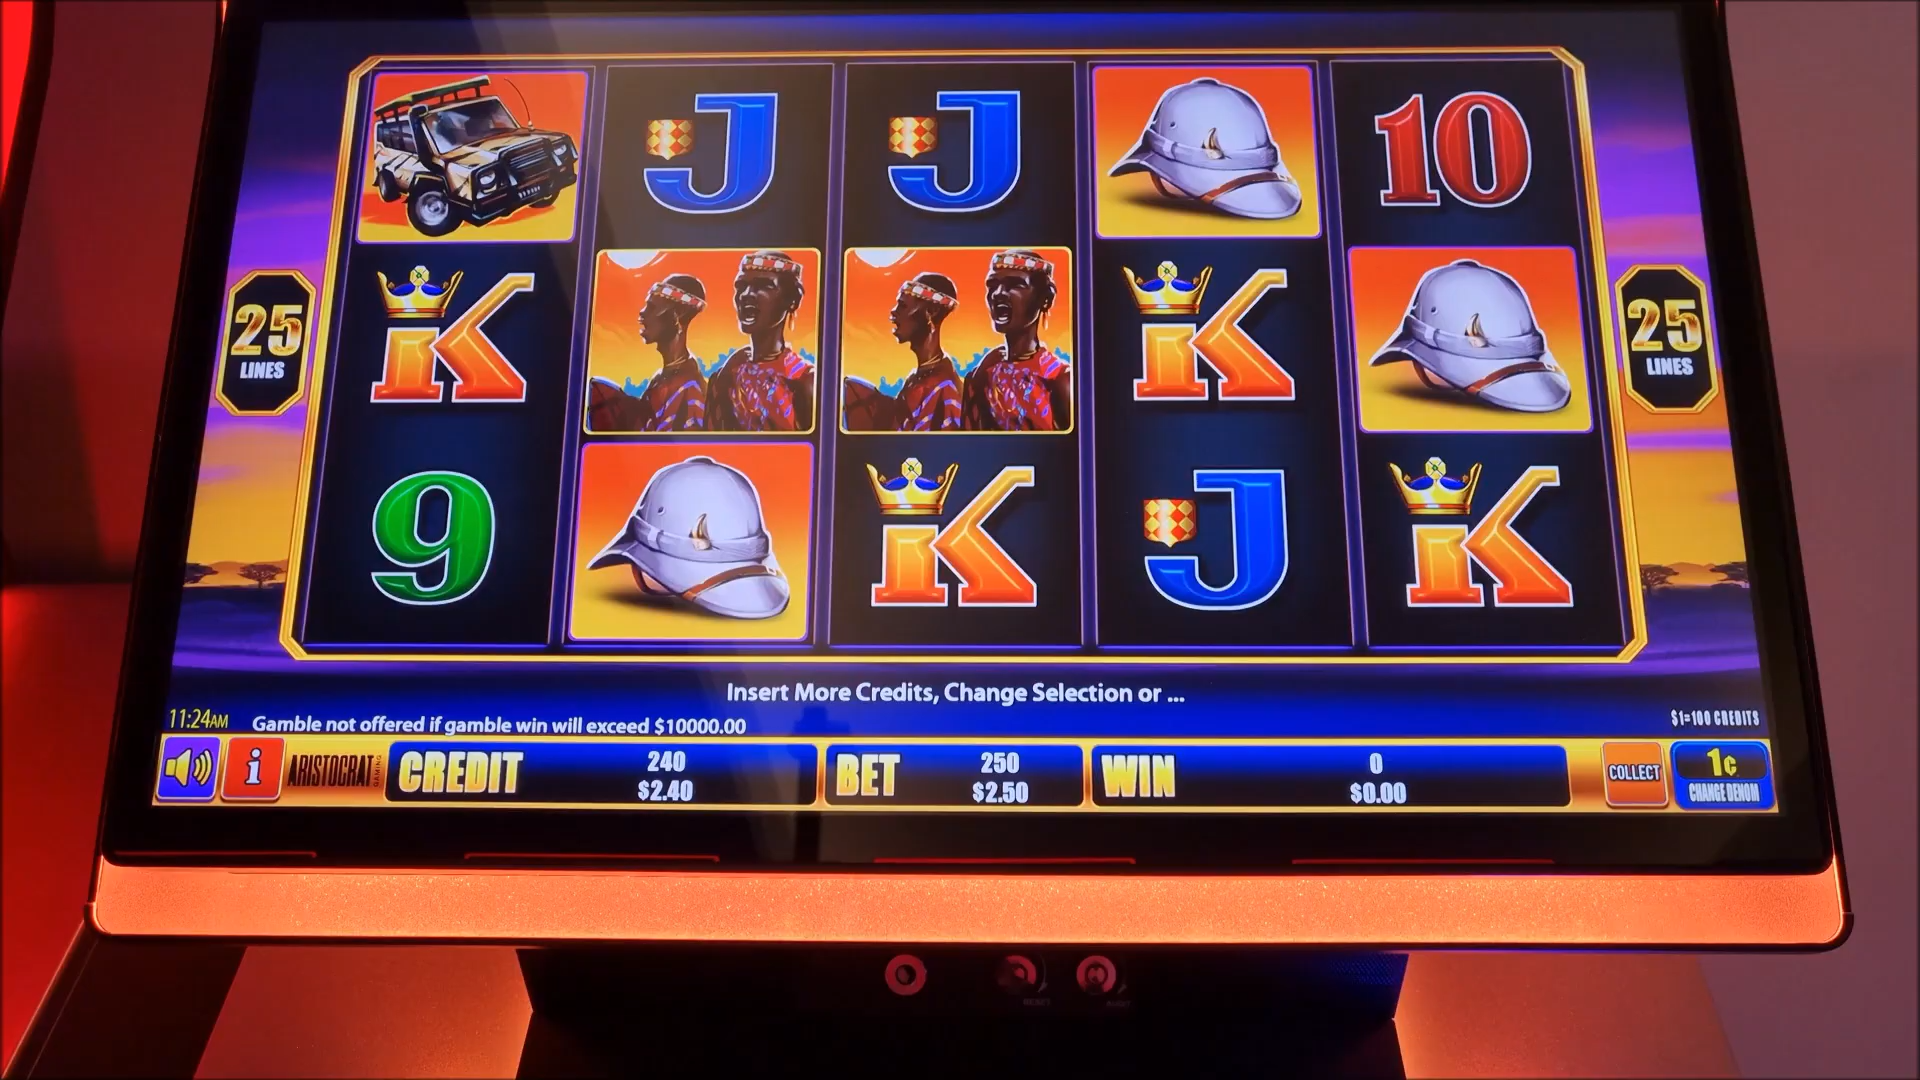 J J 10
25 LINES K K 25 LINES
9 K J K
Insert More Credits, Change Selection or ...
11:24AM Gamble not offered if gamble win will exceed $10000.00 $1=100 CREDITS
i ARISTOCRAT GAMING CREDIT 240 BET 250 WIN 0 COLLECT 1¢
$2.40 $2.50 $0.00 CHANGE DENOM